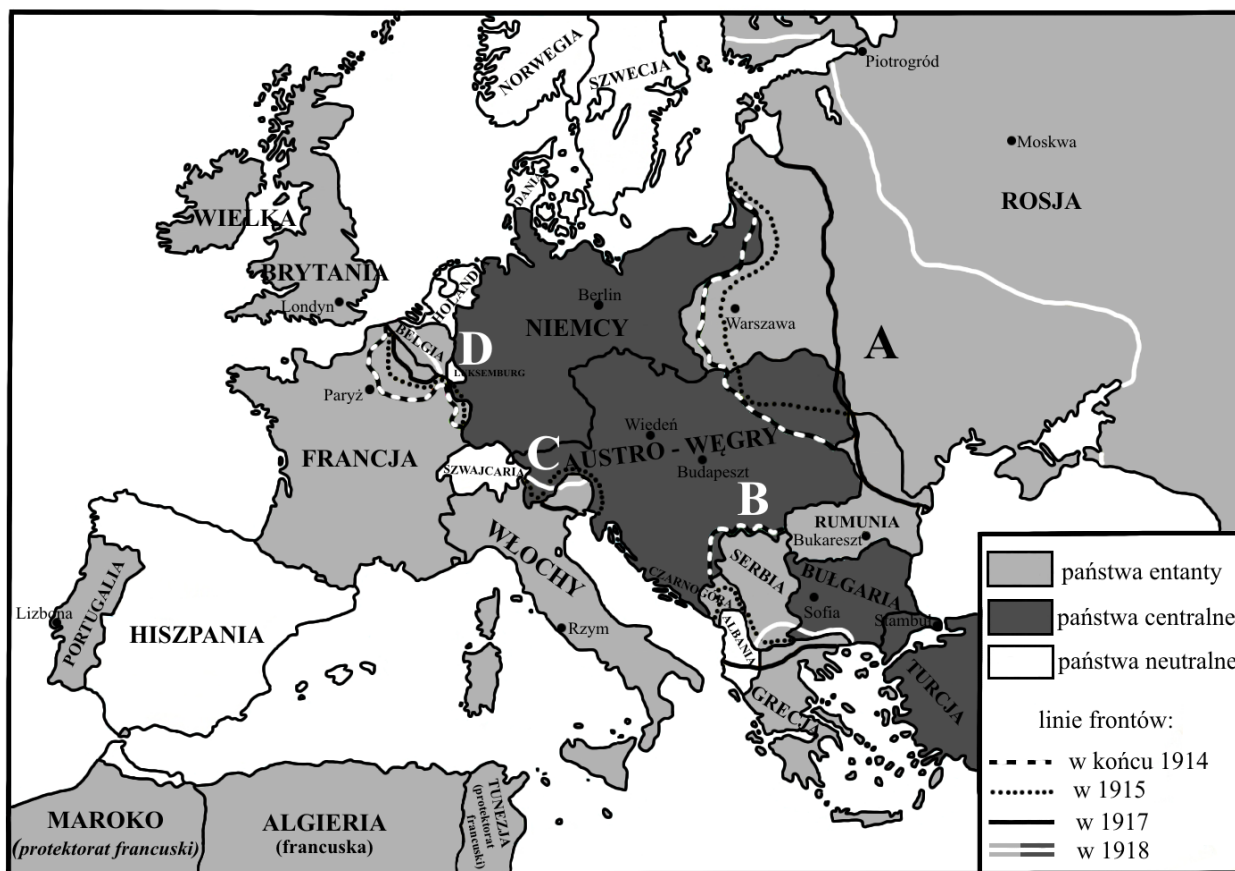 NORWEGIA
SZWECJA
Piotrogród
Moskwa
ROSJA
DANIA
WIELKA
BRYTANIA
Londyn
HOLANDIA
Berlin
NIEMCY
Warszawa
BELGIA
D
LUKSEMBURG
A
Paryż
Wiedeń
C
AUSTRO - WĘGRY
Budapeszt
FRANCJA
SZWAJCARIA
B
RUMUNIA
Bukareszt
WŁOCHY
SERBIA
CZARNOGÓRA
BUŁGARIA
Sofia
Stambuł
ALBANIA
Lizbona
PORTUGALIA
HISZPANIA
Rzym
GRECJA
TURCJA
MAROKO
(protektorat francuski)
ALGIERIA
(francuska)
TUNEZJA
(protektorat
francuski)
państwa entanty
państwa centralne
państwa neutralne
linie frontów:
w końcu 1914
w 1915
w 1917
w 1918